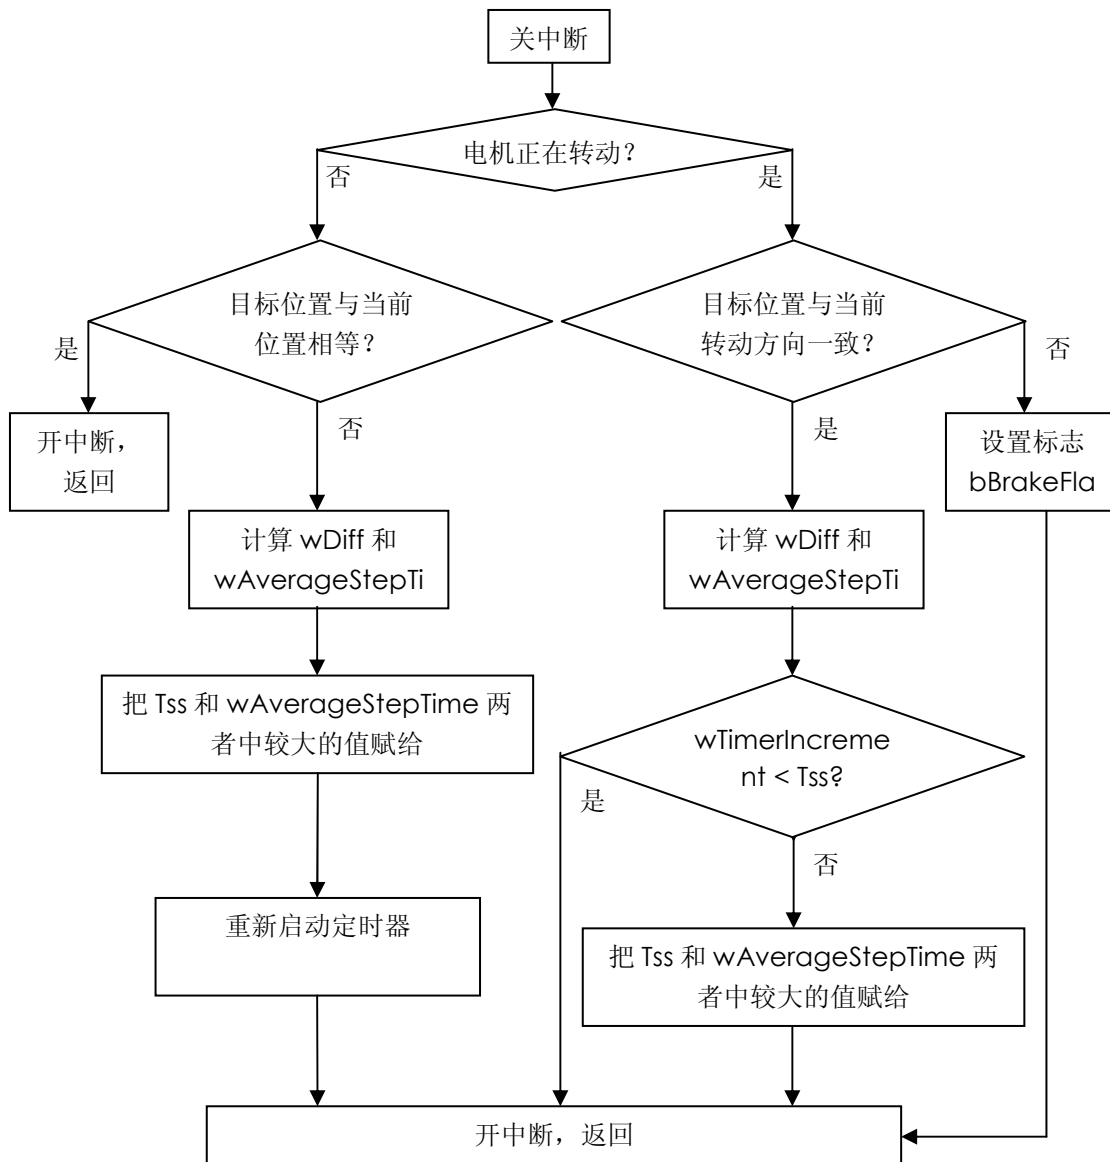 关中断
电机正在转动？
否
是
目标位置与当前
位置相等？
目标位置与当前
转动方向一致？
是
否
开中断，
返回
否
是
设置标志
bBrakeFla
计算 wDiff 和
wAverageStepTi
计算 wDiff 和
wAverageStepTi
把 Tss 和 wAverageStepTime 两
者中较大的值赋给
wTimerIncreme
nt < Tss?
是
否
重新启动定时器
把 Tss 和 wAverageStepTime 两
者中较大的值赋给
开中断，返回